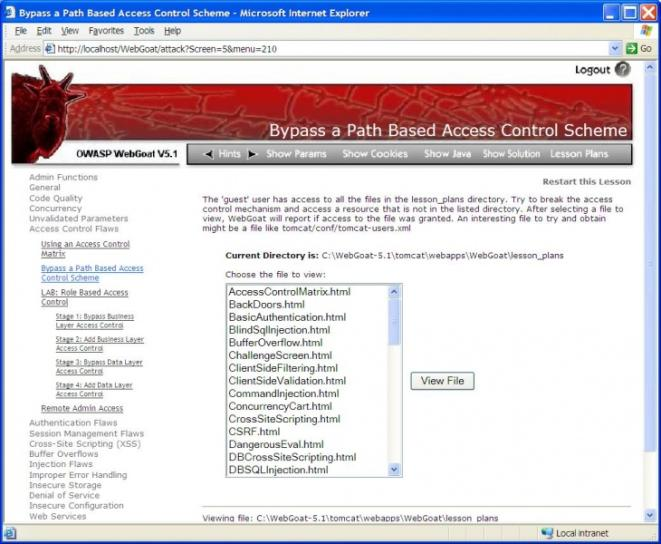 Bypass a Path Based Access Control Scheme - Microsoft Internet Explorer
File Edit View Favorites Tools Help
Address http://localhost/WebGoat/attack?Screen=5&menu=210 Go
Logout ?
Bypass a Path Based Access Control Scheme
OWASP WebGoat V5.1
Hints Show Params Show Cookies Show Java Show Solution Lesson Plans
Admin Functions
General
Code Quality
Concurrency
Unvalidated Parameters
Access Control Flaws
Using an Access Control
Matrix
Bypass a Path Based Access
Control Scheme
LAB: Role Based Access
Control
Stage 1: Bypass Business
Layer Access Control
Stage 2: Add Business Layer
Access Control
Stage 3: Bypass Data Layer
Access Control
Stage 4: Add Data Layer
Access Control
Remote Admin Access
Authentication Flaws
Session Management Flaws
Cross-Site Scripting (XSS)
Buffer Overflows
Injection Flaws
Improper Error Handling
Insecure Storage
Denial of Service
Insecure Configuration
Web Services
Restart this Lesson
The 'guest' user has access to all the files in the lesson_plans directory. Try to break the access
control mechanism and access a resource that is not in the listed directory. After selecting a file to
view, WebGoat will report if access to the file was granted. An interesting file to try and obtain
might be a file like tomcat/conf/tomcat-users.xml
Current Directory is: C:\WebGoat-5.1\tomcat\webapps\WebGoat\lesson_plans
Choose the file to view:
AccessControlMatrix.html
BackDoors.html
BasicAuthentication.html
BlindSqlInjection.html
BufferOverflow.html
ChallengeScreen.html
ClientSideFiltering.html
ClientSideValidation.html
CommandInjection.html
ConcurrencyCart.html
CrossSiteScripting.html
CSRF.html
DangerousEval.html
DBCrossSiteScripting.html
DBSQLInjection.html
View File
Viewing file: C:\WebGoat-5.1\tomcat\webapps\WebGoat\lesson_plans
Local intranet